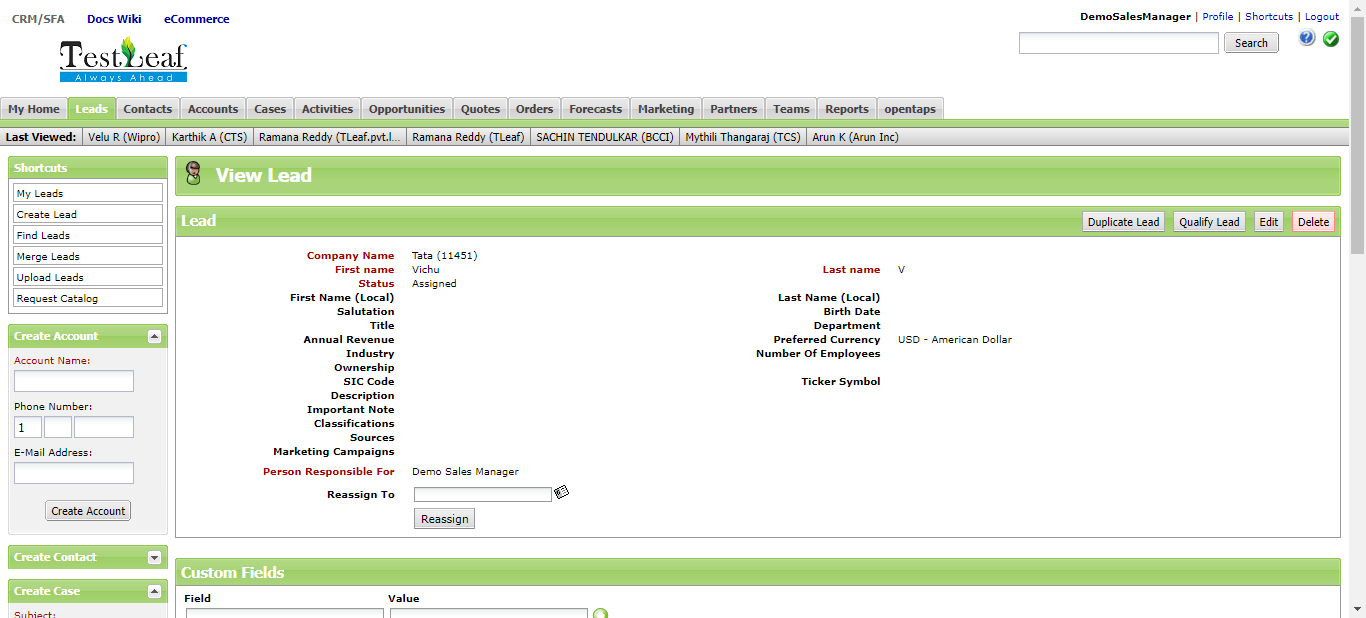 CRM/SFA Docs Wiki eCommerce
DemoSalesManager | Profile | Shortcuts | Logout
TestLeaf
Always Ahead
Search
My Home Leads Contacts Accounts Cases Activities Opportunities Quotes Orders Forecasts Marketing Partners Teams Reports opentaps
Last Viewed: Velu R (Wipro) Karthik A (CTS) Ramana Reddy (TLeaf.pvt.l... Ramana Reddy (TLeaf) SACHIN TENDULKAR (BCCI) Mythili Thangaraj (TCS) Arun K (Arun Inc)
Shortcuts
My Leads
Create Lead
Find Leads
Merge Leads
Upload Leads
Request Catalog
Create Account
Account Name:
Phone Number:
1
E-Mail Address:
Create Account
Create Contact
Create Case
Subject:
View Lead
Lead Duplicate Lead Qualify Lead Edit Delete
Company Name Tata (11451)
First name Vichu Last name V
Status Assigned
First Name (Local) Last Name (Local)
Salutation Birth Date
Title Department
Annual Revenue Preferred Currency USD - American Dollar
Industry Number Of Employees
Ownership
SIC Code Ticker Symbol
Description
Important Note
Classifications
Sources
Marketing Campaigns
Person Responsible For Demo Sales Manager
Reassign To
Reassign
Custom Fields
Field Value